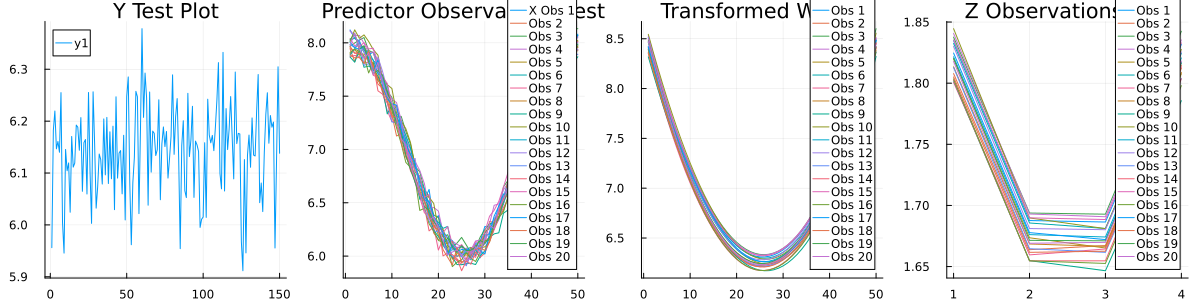 Y Test Plot
y1
6.3
6.2
6.1
6.0
5.9
0 50 100 150
Predictor Observa est
X Obs 1
Obs 2
Obs 3
Obs 4
Obs 5
Obs 6
Obs 7
Obs 8
Obs 9
Obs 10
Obs 11
Obs 12
Obs 13
Obs 14
Obs 15
Obs 16
Obs 17
Obs 18
Obs 19
Obs 20
8.0
7.5
7.0
6.5
6.0
0 10 20 30 40 50
Transformed W
Obs 1
Obs 2
Obs 3
Obs 4
Obs 5
Obs 6
Obs 7
Obs 8
Obs 9
Obs 10
Obs 11
Obs 12
Obs 13
Obs 14
Obs 15
Obs 16
Obs 17
Obs 18
Obs 19
Obs 20
8.5
8.0
7.5
7.0
6.5
0 10 20 30 40 50
Z Observations
Obs 1
Obs 2
Obs 3
Obs 4
Obs 5
Obs 6
Obs 7
Obs 8
Obs 9
Obs 10
Obs 11
Obs 12
Obs 13
Obs 14
Obs 15
Obs 16
Obs 17
Obs 18
Obs 19
Obs 20
1.85
1.80
1.75
1.70
1.65
1 2 3 4